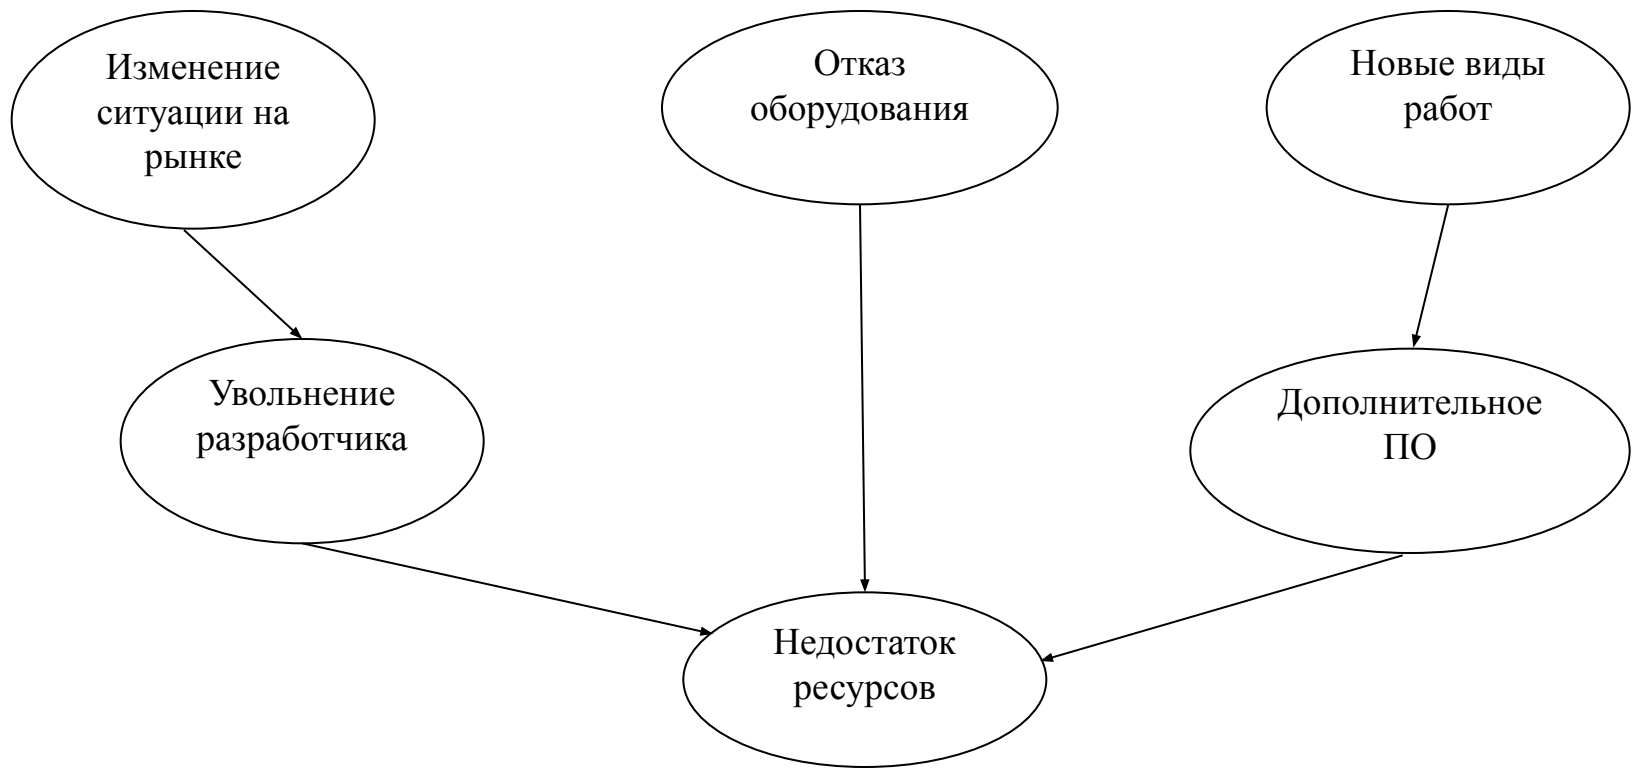 Изменение
ситуации на
рынке
Отказ
оборудования
Новые виды
работ
Увольнение
разработчика
Дополнительное
ПО
Недостаток
ресурсов